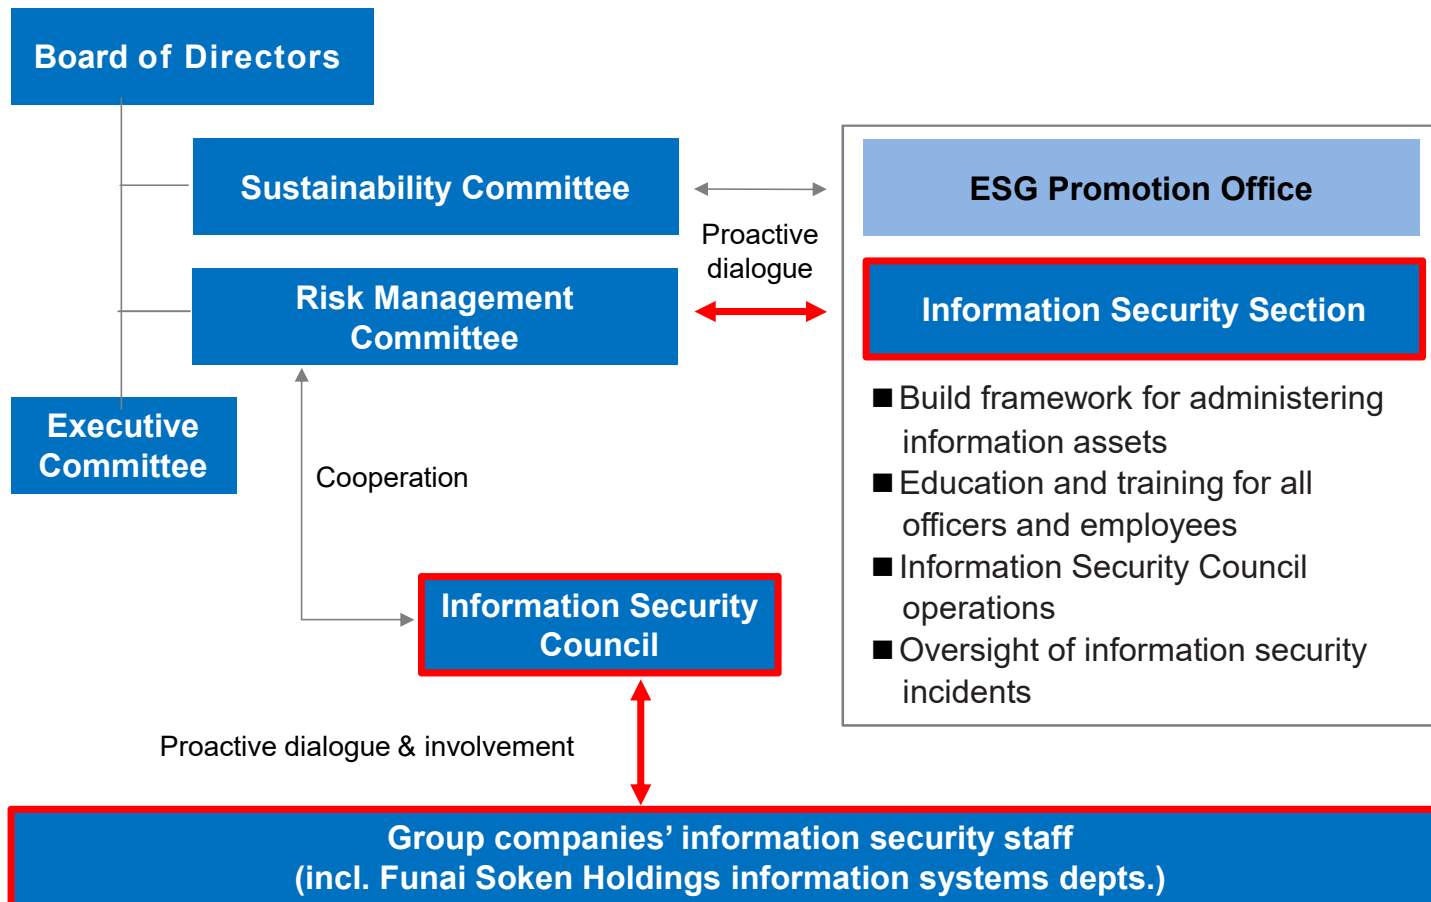 Board of Directors
Sustainability Committee
Proactive
dialogue
Risk Management
Committee
Executive
Committee
Cooperation
Information Security
Council
Proactive dialogue & involvement
ESG Promotion Office
Information Security Section
■ Build framework for administering
information assets
■ Education and training for all
officers and employees
■ Information Security Council
operations
■ Oversight of information security
incidents
Group companies’ information security staff
(incl. Funai Soken Holdings information systems depts.)